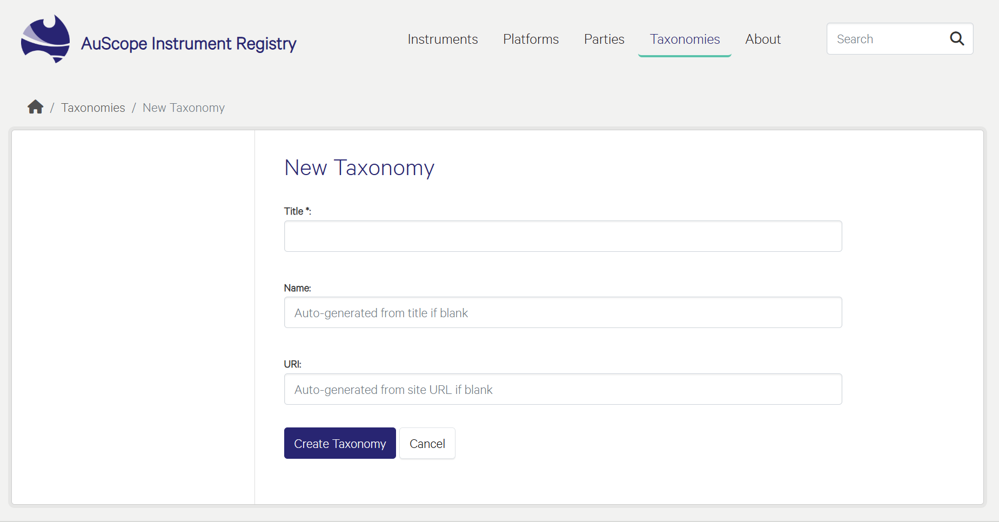 AuScope Instrument Registry
Instruments Platforms Parties Taxonomies About
Search
/ Taxonomies / New Taxonomy
New Taxonomy
Title *:
Name:
Auto-generated from title if blank
URI:
Auto-generated from site URL if blank
Create Taxonomy Cancel